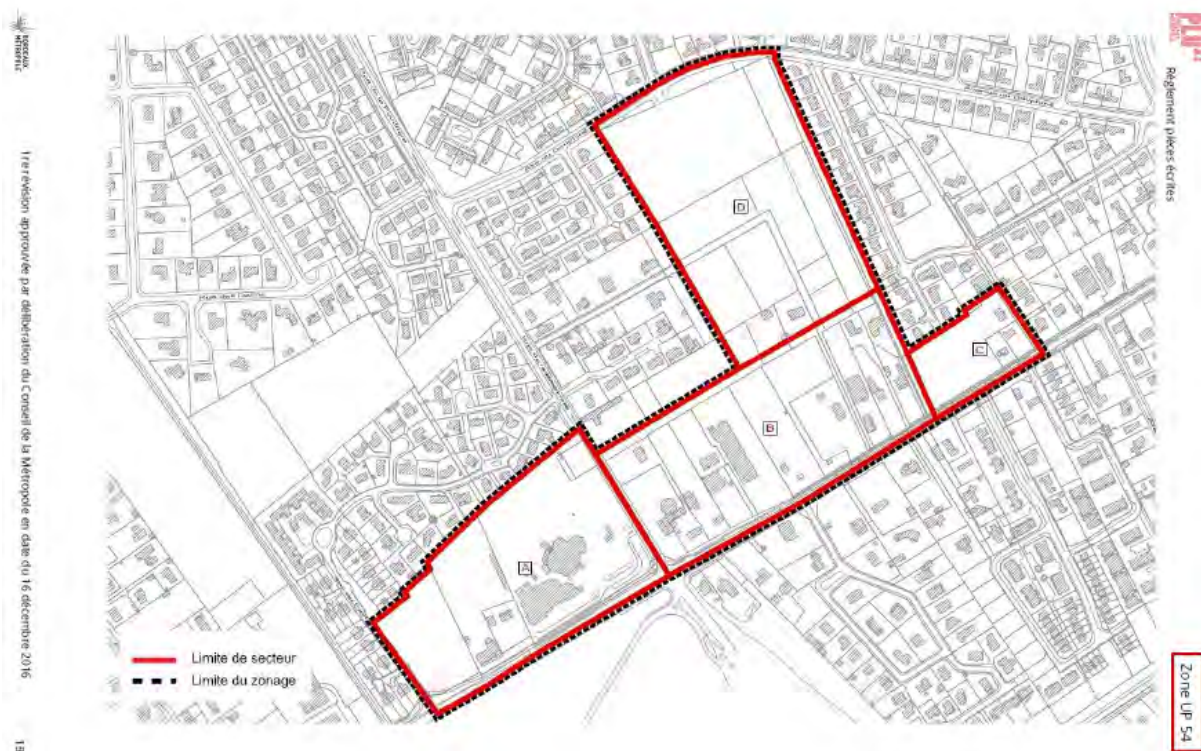 Règlement pièces écrites
Zone UP 54
D
C
B
A
Limite de secteur
Limite du zonage
BORDEAUX
MÉTROPOLE
1re révision approuvée par délibération du Conseil de la Métropole en date du 16 décembre 2016